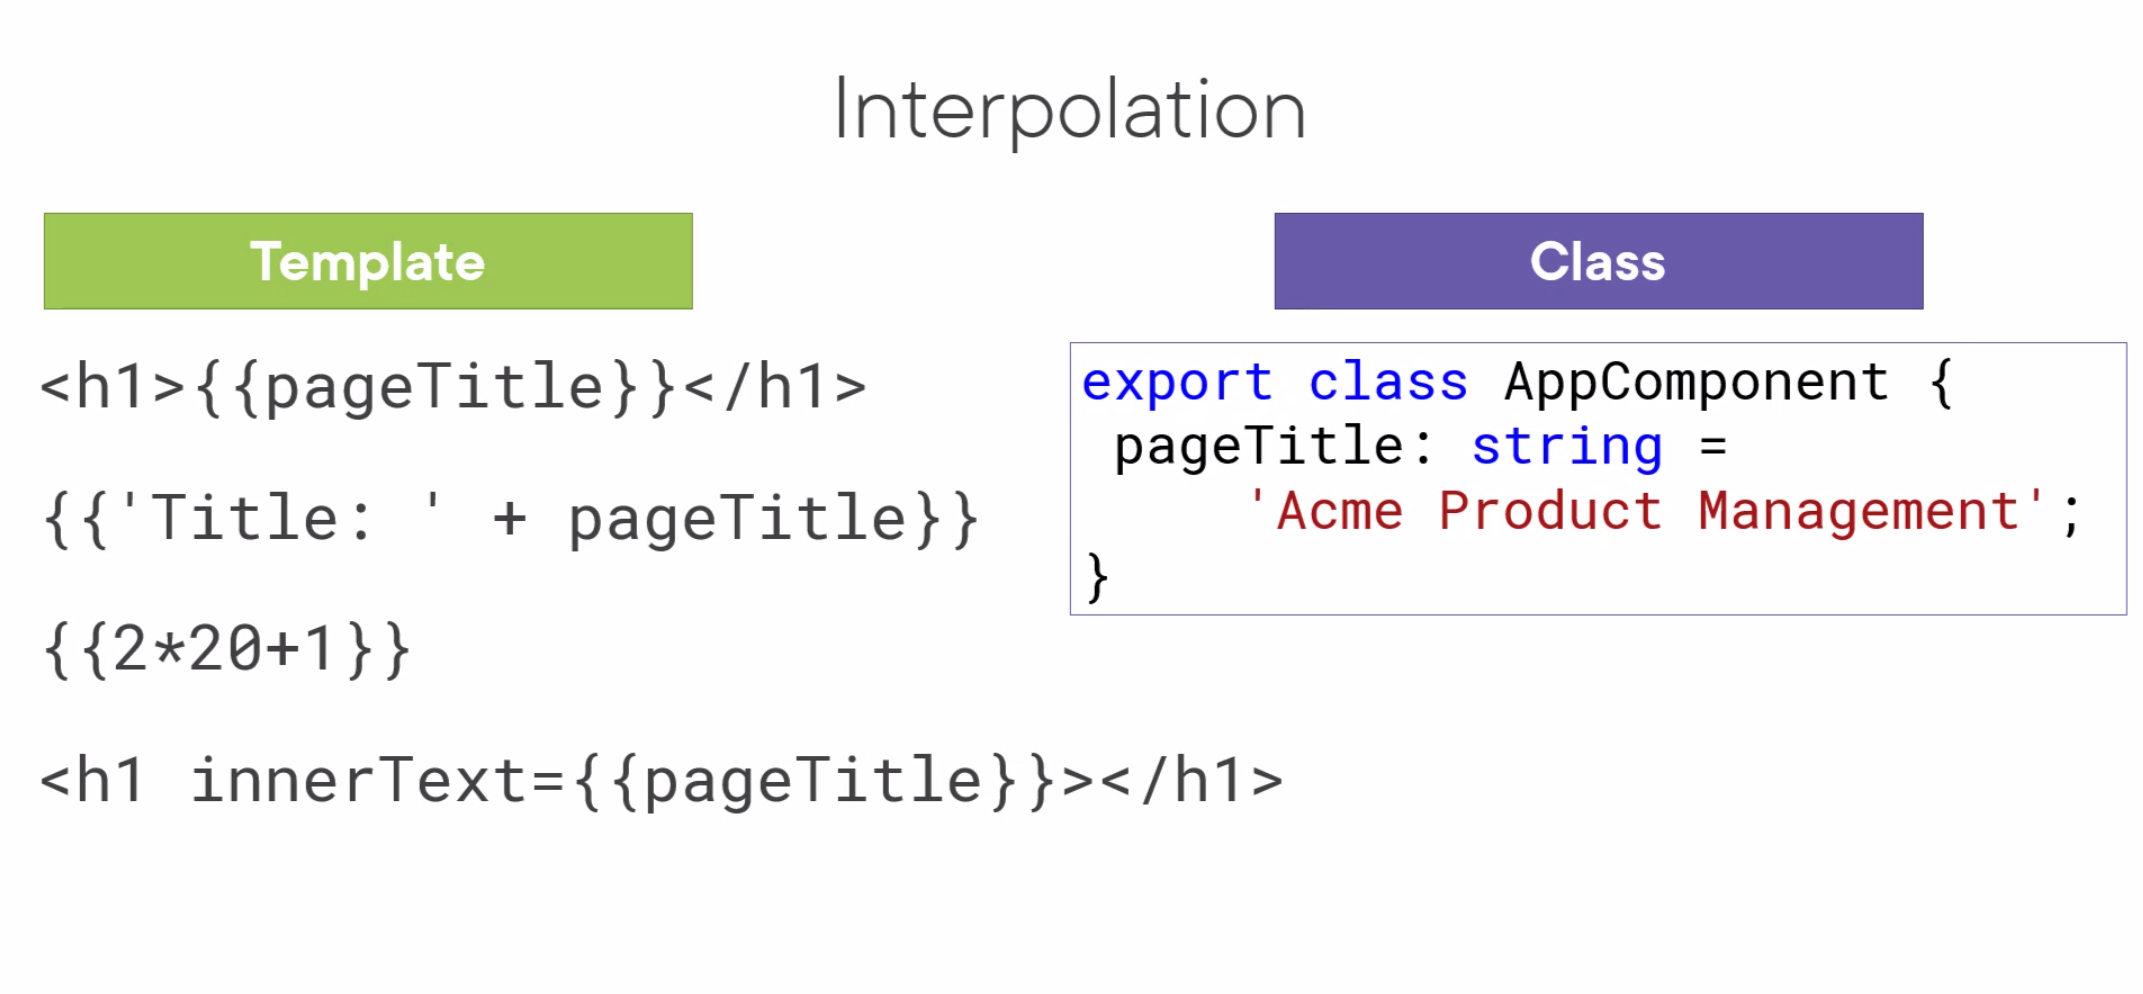 Interpolation
Template
<h1>{{pageTitle}}</h1>
{{'Title: ' + pageTitle}}
{{2*20+1}}
<h1 innerText={{pageTitle}}></h1>
Class
export class AppComponent {
 pageTitle: string =
     'Acme Product Management';
}